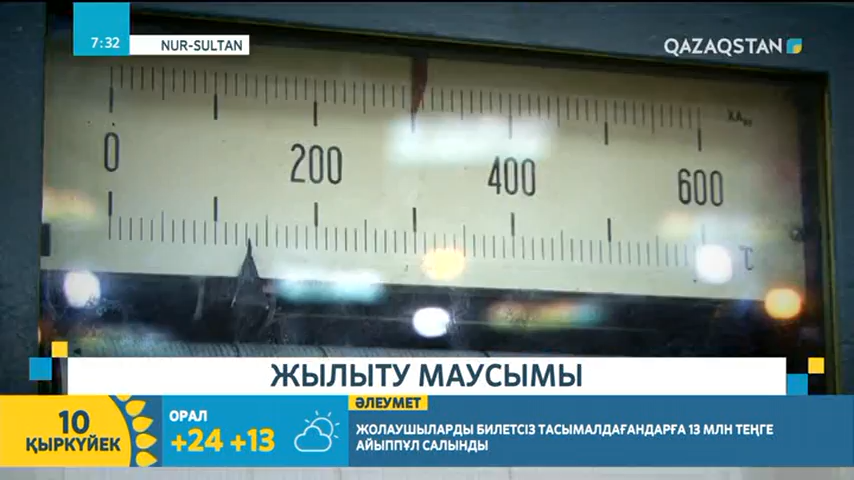 7:32
NUR-SULTAN
QAZAQSTAN
0 200 400 600
°C
ЖЫЛЫТУ МАУСЫМЫ
10 ҚЫРКҮЙЕК
ОРАЛ
+24 +13
ӘЛЕУМЕТ
ЖОЛАУШЫЛАРДЫ БИЛЕТСІЗ ТАСЫМАЛДАҒАНДАРҒА 13 МЛН ТЕҢГЕ
АЙЫППҰЛ САЛЫНДЫ